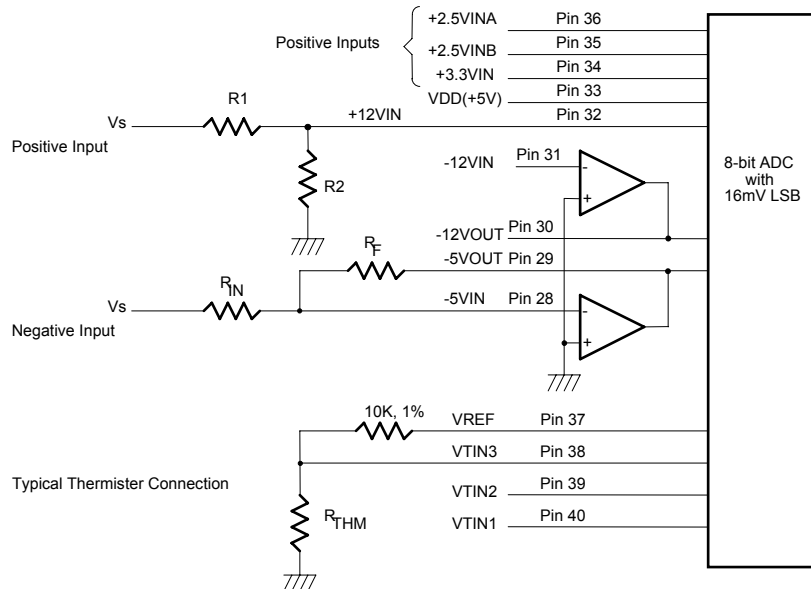 +2.5VINA Pin 36
Positive Inputs
+2.5VINB Pin 35
+3.3VIN Pin 34
VDD(+5V) Pin 33
R1
Vs +12VIN Pin 32
Positive Input
R2
-12VIN Pin 31
-
+
8-bit ADC
with
16mV LSB
-12VOUT Pin 30
RF
-5VOUT Pin 29
RIN
Vs -5VIN Pin 28
Negative Input
-
+
10K, 1%
VREF Pin 37
VTIN3 Pin 38
Typical Thermister Connection
VTIN2 Pin 39
RTHM
VTIN1 Pin 40